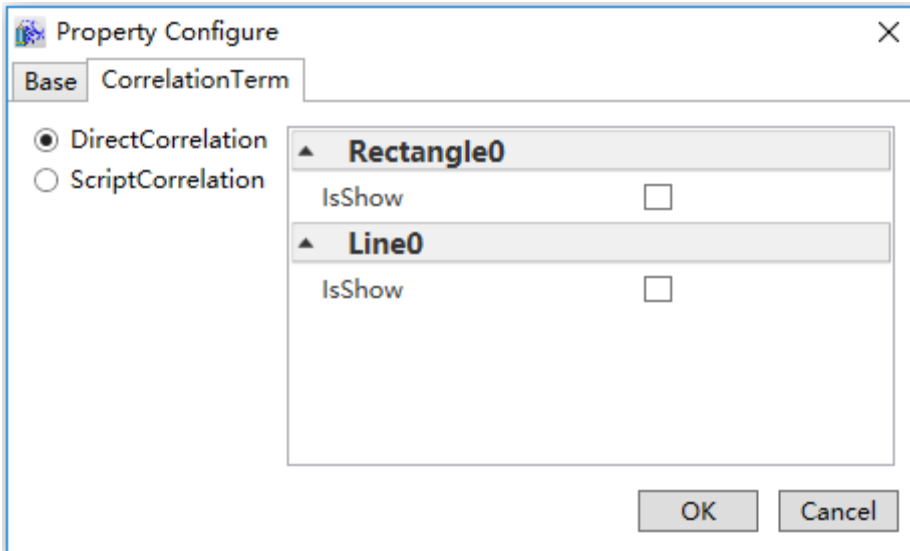 Property Configure
Base CorrelationTerm
DirectCorrelation
ScriptCorrelation
Rectangle0
IsShow
Line0
IsShow
OK Cancel